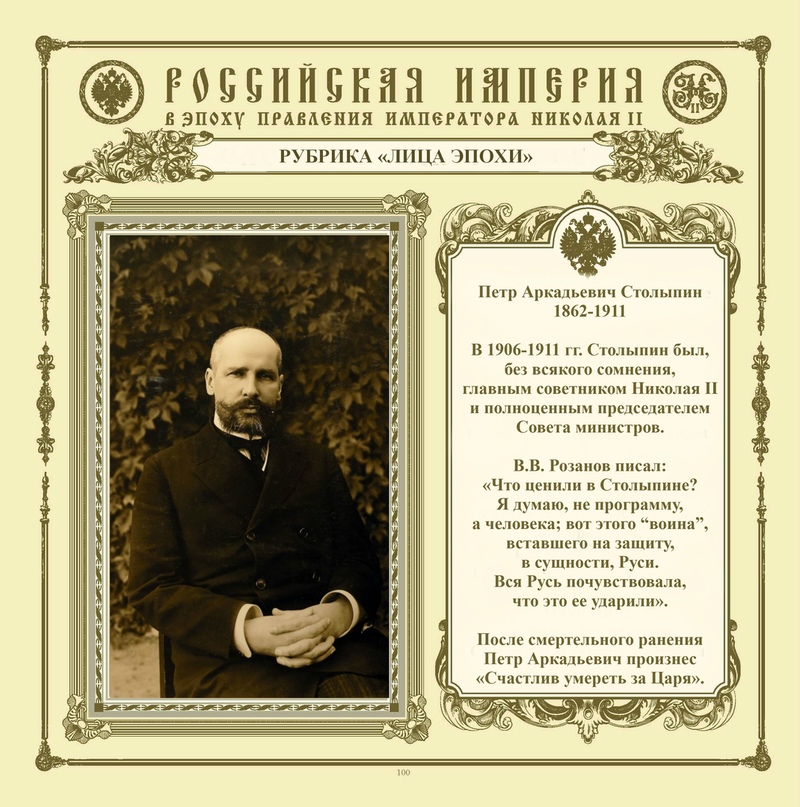 РОССИЙСКАЯ ИМПЕРИЯ
В ЭПОХУ ПРАВЛЕНИЯ ИМПЕРАТОРА НИКОЛАЯ II
РУБРИКА «ЛИЦА ЭПОХИ»
Петр Аркадьевич Столыпин
1862-1911
В 1906-1911 гг. Столыпин был,
без всякого сомнения,
главным советником Николая II
и полноценным председателем
Совета министров.
В.В. Розанов писал:
«Что ценили в Столыпине?
Я думаю, не программу,
а человека; вот этого “воина”,
вставшего на защиту,
в сущности, Руси.
Вся Русь почувствовала,
что это ее ударили».
После смертельного ранения
Петр Аркадьевич произнес
«Счастлив умереть за Царя».
100